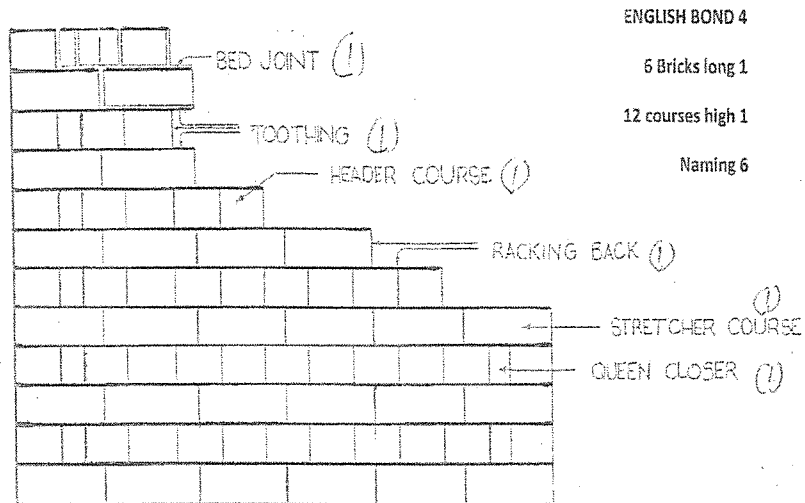 ENGLISH BOND 4
6 Bricks long 1
12 courses high 1
Naming 6
BED JOINT (1)
TOOTHING (1)
HEADER COURSE (1)
RACKING BACK (1)
(1)
STRETCHER COURSE
QUEEN CLOSER (1)